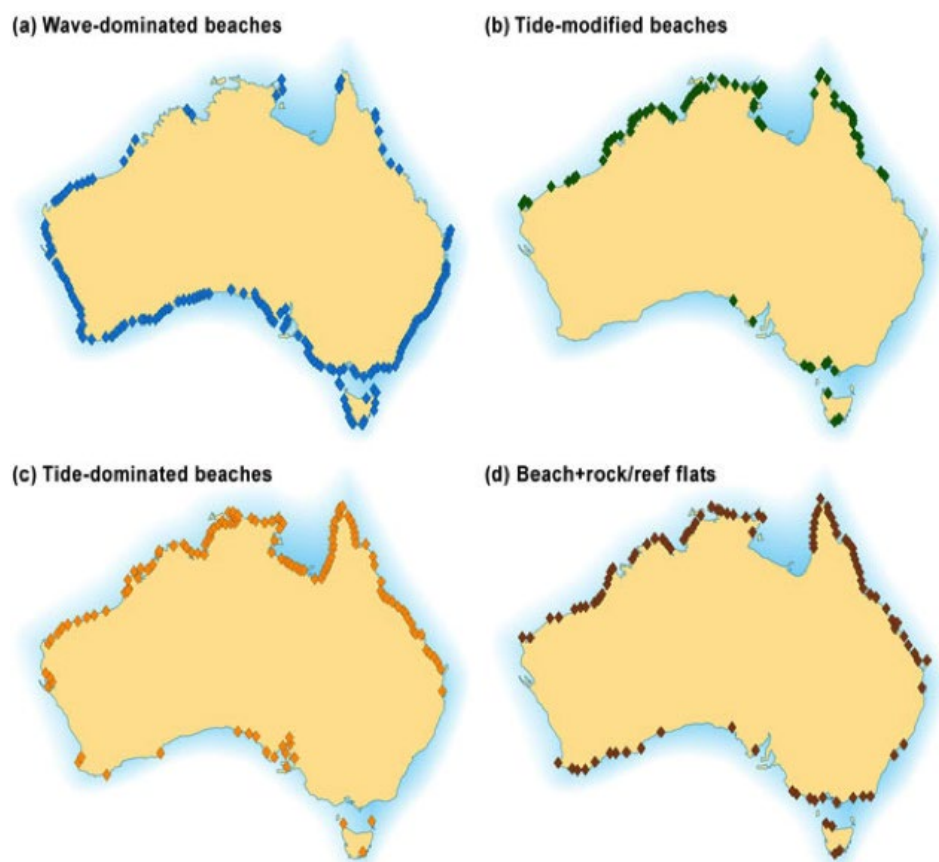 (a) Wave-dominated beaches
(b) Tide-modified beaches
(c) Tide-dominated beaches
(d) Beach+rock/reef flats